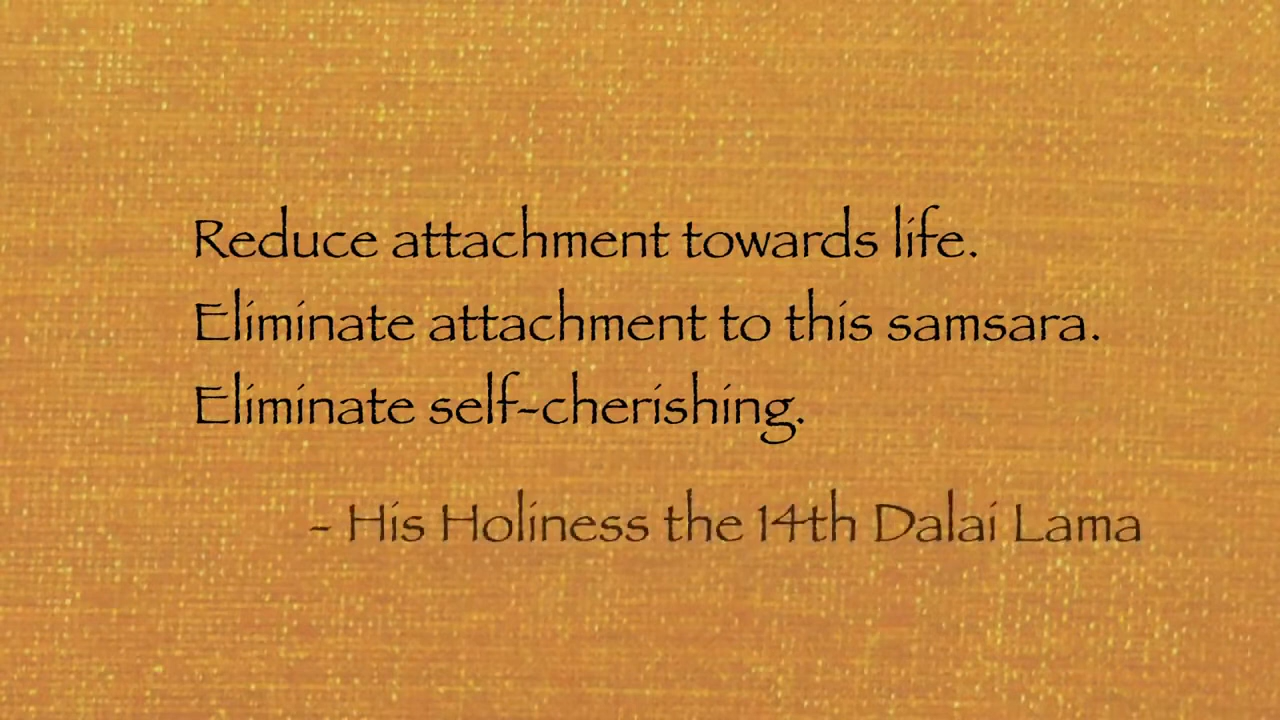 Reduce attachment towards life.
Eliminate attachment to this samsara.
Eliminate self-cherishing.
- His Holiness the 14th Dalai Lama